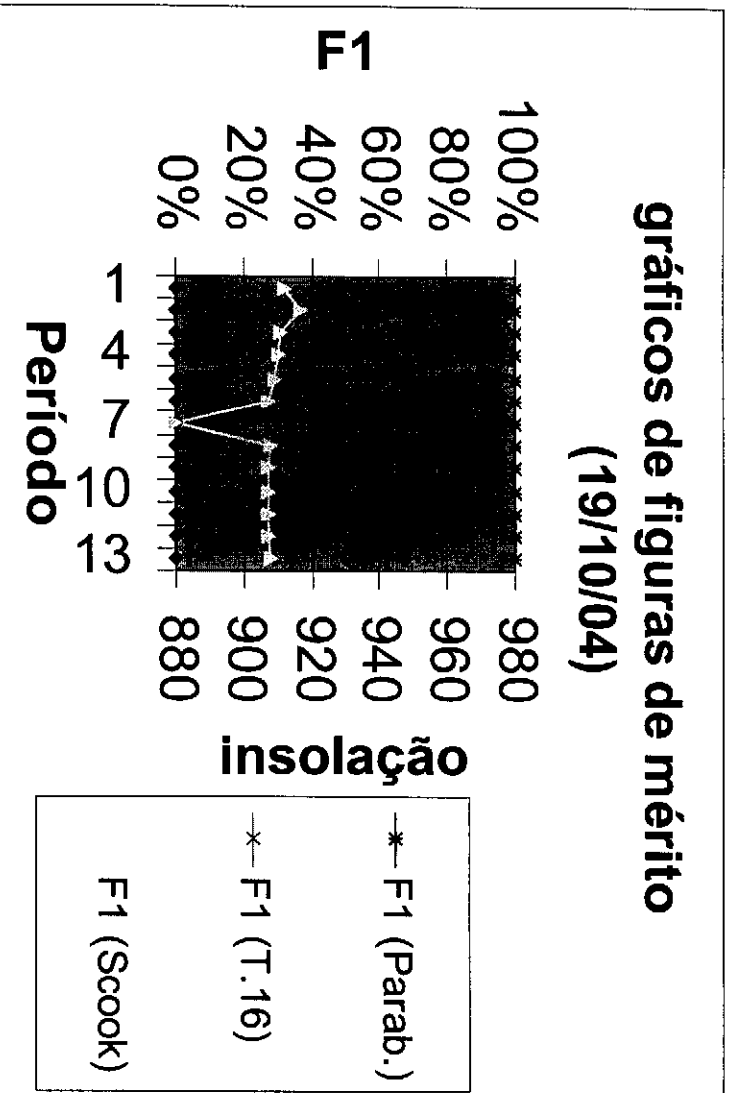 gráficos de figuras de mérito
(19/10/04)
F1
100%
80%
60%
40%
20%
0%
1
4
7
10
13
Período
980
960
940
920
900
880
insolação
F1 (Parab.)
F1 (T.16)
F1 (Scook)